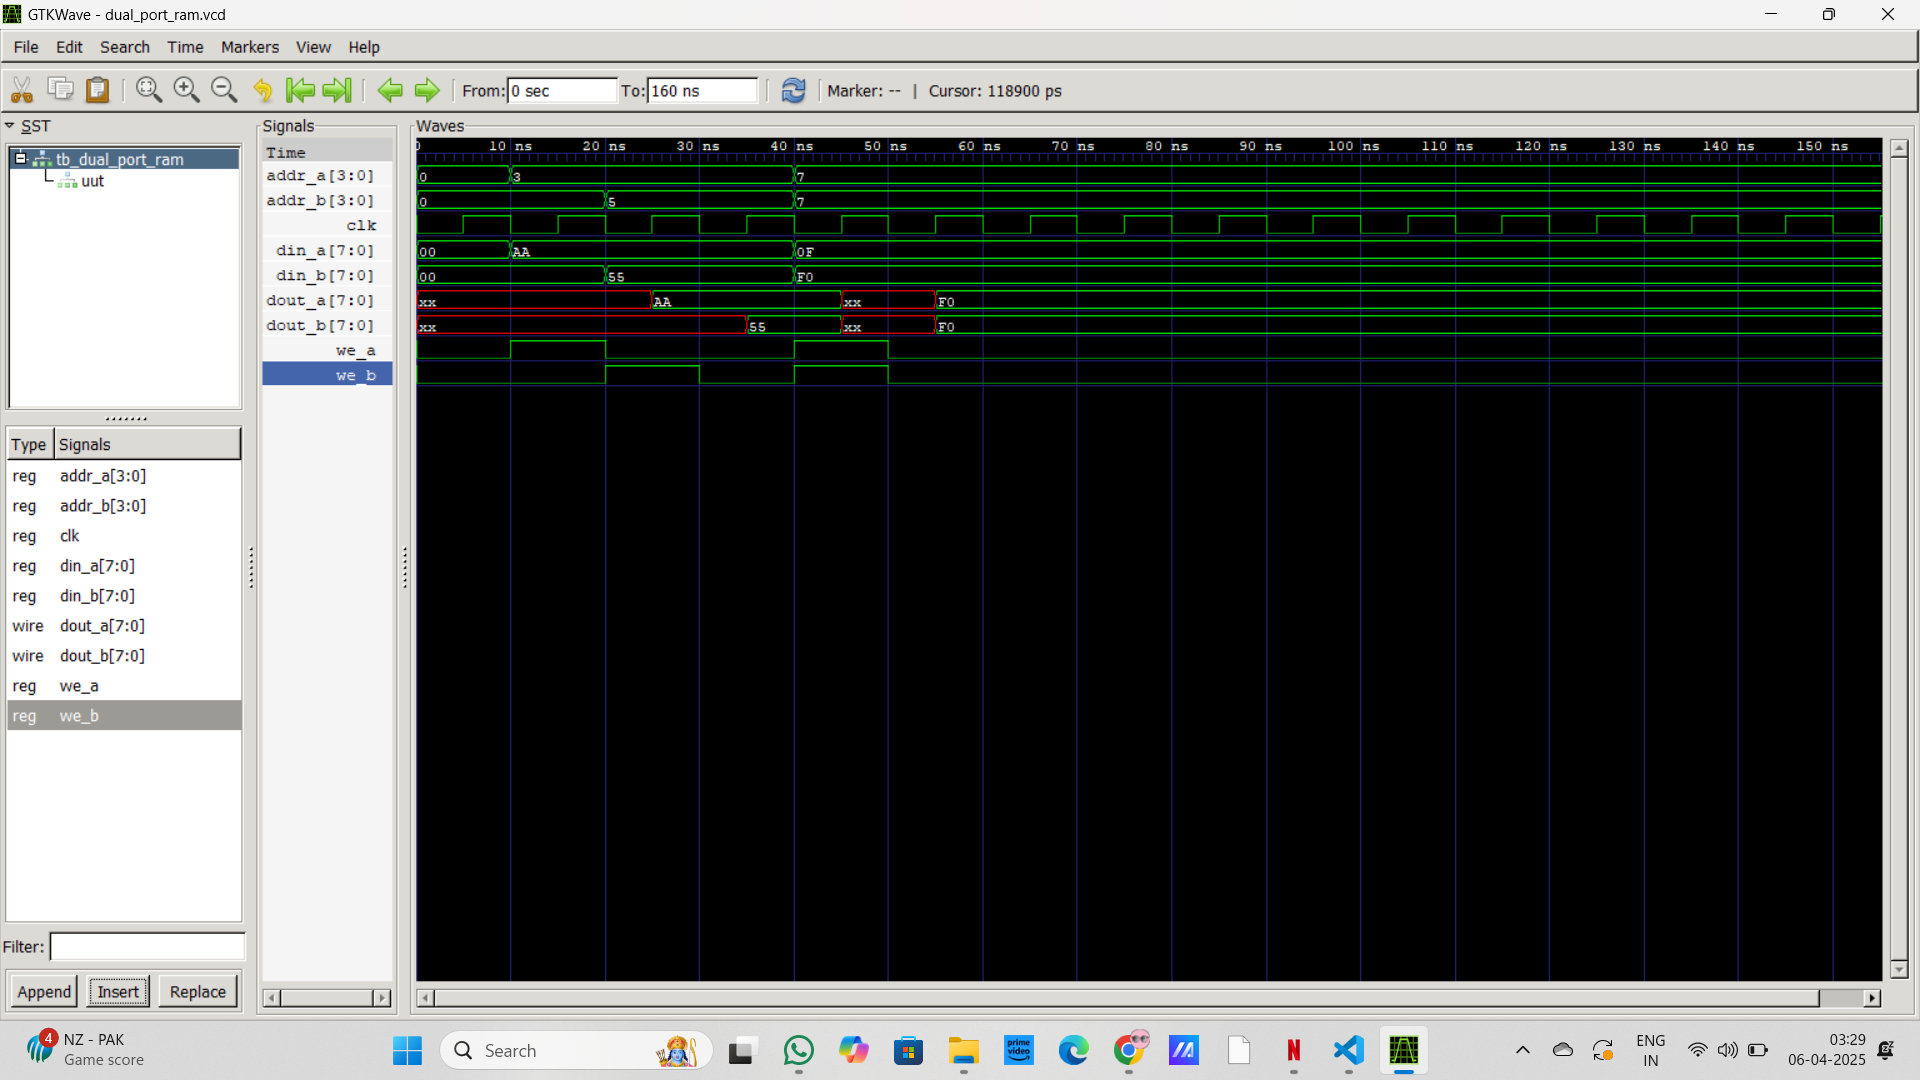 GTKWave - dual_port_ram.vcd
File Edit Search Time Markers View Help
From: 0 sec To: 160 ns Marker: -- | Cursor: 118900 ps
SST
tb_dual_port_ram
uut
Type Signals
reg addr_a[3:0]
reg addr_b[3:0]
reg clk
reg din_a[7:0]
reg din_b[7:0]
wire dout_a[7:0]
wire dout_b[7:0]
reg we_a
reg we_b
Filter:
Append Insert Replace
Signals
Time
addr_a[3:0]
addr_b[3:0]
clk
din_a[7:0]
din_b[7:0]
dout_a[7:0]
dout_b[7:0]
we_a
we_b
Waves
0 10 ns 20 ns 30 ns 40 ns 50 ns 60 ns 70 ns 80 ns 90 ns 100 ns 110 ns 120 ns 130 ns 140 ns 150 ns
0 3 7
0 5 7
00 AA 0F
00 55 F0
xx AA xx F0
xx 55 xx F0
4
NZ - PAK
Game score
Search
prime
video
N
ENG
IN
03:29
06-04-2025